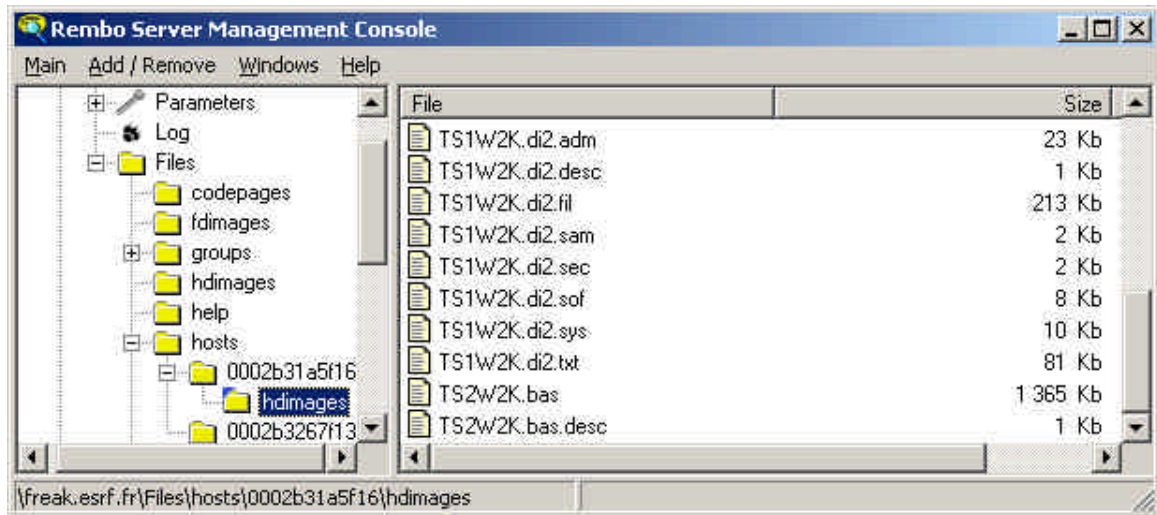 Rembo Server Management Console
Main Add / Remove Windows Help
Parameters
Log
Files
codepages
fdimages
groups
hdimages
help
hosts
0002b31a5f16
hdimages
0002b3267f13
File Size
TS1W2K.di2.adm 23 Kb
TS1W2K.di2.desc 1 Kb
TS1W2K.di2.fil 213 Kb
TS1W2K.di2.sam 2 Kb
TS1W2K.di2.sec 2 Kb
TS1W2K.di2.sof 8 Kb
TS1W2K.di2.sys 10 Kb
TS1W2K.di2.txt 81 Kb
TS2W2K.bas 1 365 Kb
TS2W2K.bas.desc 1 Kb
\freak.esrf.fr\Files\hosts\0002b31a5f16\hdimages